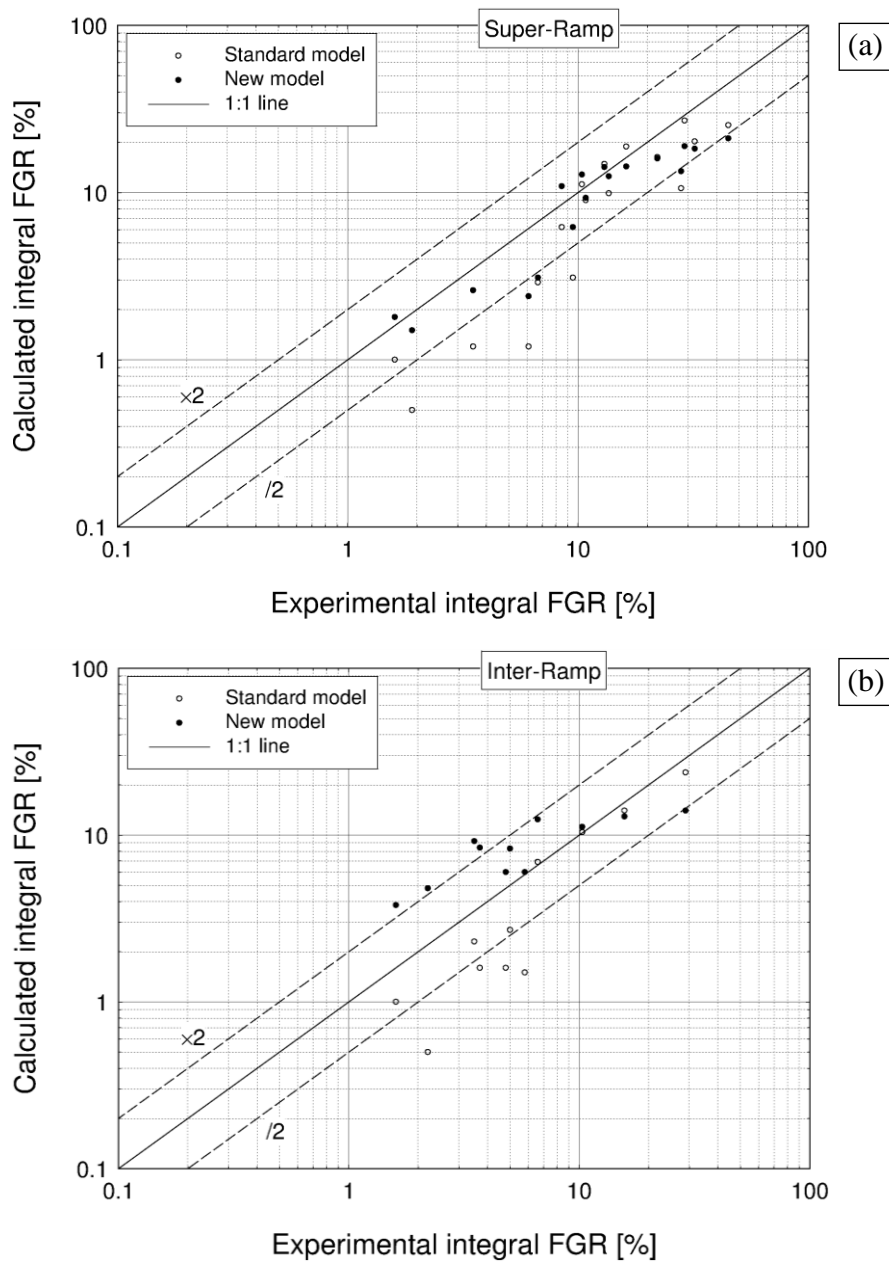 Super-Ramp
(a)
Standard model
New model
1:1 line
Calculated integral FGR [%]
100
10
1
0.1
×2
/2
0.1
1
10
100
Experimental integral FGR [%]
Inter-Ramp
(b)
Standard model
New model
1:1 line
Calculated integral FGR [%]
100
10
1
0.1
×2
/2
0.1
1
10
100
Experimental integral FGR [%]